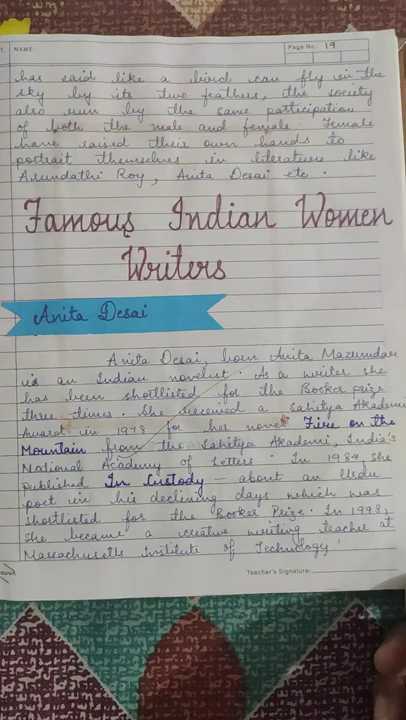 NAME:
Page No.: 19
has said like a bird can fly in the
sky by its two feathers, the society
also run by the same participation
of both the male and female. Female
have raised their own hands to
portrait themselves in literature like
Arundathi Roy, Anita Desai etc.
Famous Indian Women
Writers
Anita Desai
Anita Desai, born Anita Mazumdar
is an Indian novelist. As a writer she
has been shortlisted for the Booker prize
three times. She received a Sahitya Akademi
Award in 1978 for her novel Fire on the
Mountain from the Sahitya Akademi, India's
National Academy of Letters. In 1984 she
published In Custody - about an Urdu
poet in his declining days which was
shortlisted for the Booker Prize. In 1993,
she became a creative writing teacher at
Massachusetts Institute of Technology.
Teacher's Signature: